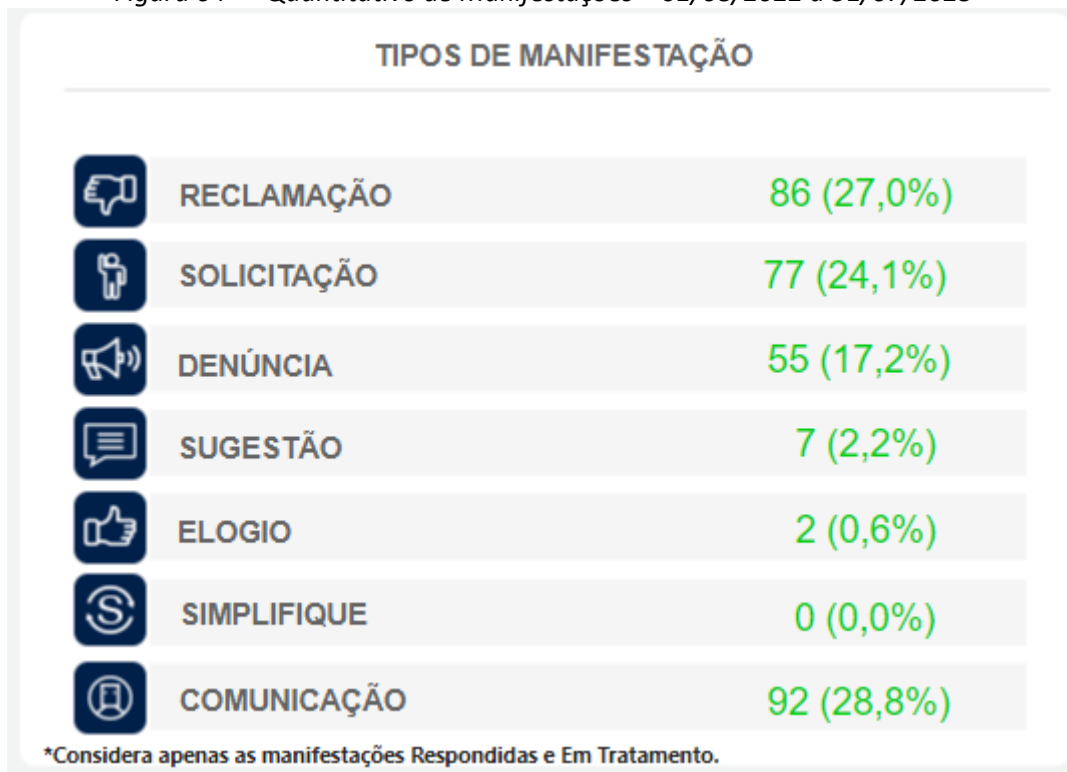 TIPOS DE MANIFESTAÇÃO
RECLAMAÇÃO 86 (27,0%)
SOLICITAÇÃO 77 (24,1%)
DENÚNCIA 55 (17,2%)
SUGESTÃO 7 (2,2%)
ELOGIO 2 (0,6%)
SIMPLIFIQUE 0 (0,0%)
COMUNICAÇÃO 92 (28,8%)
*Considera apenas as manifestações Respondidas e Em Tratamento.